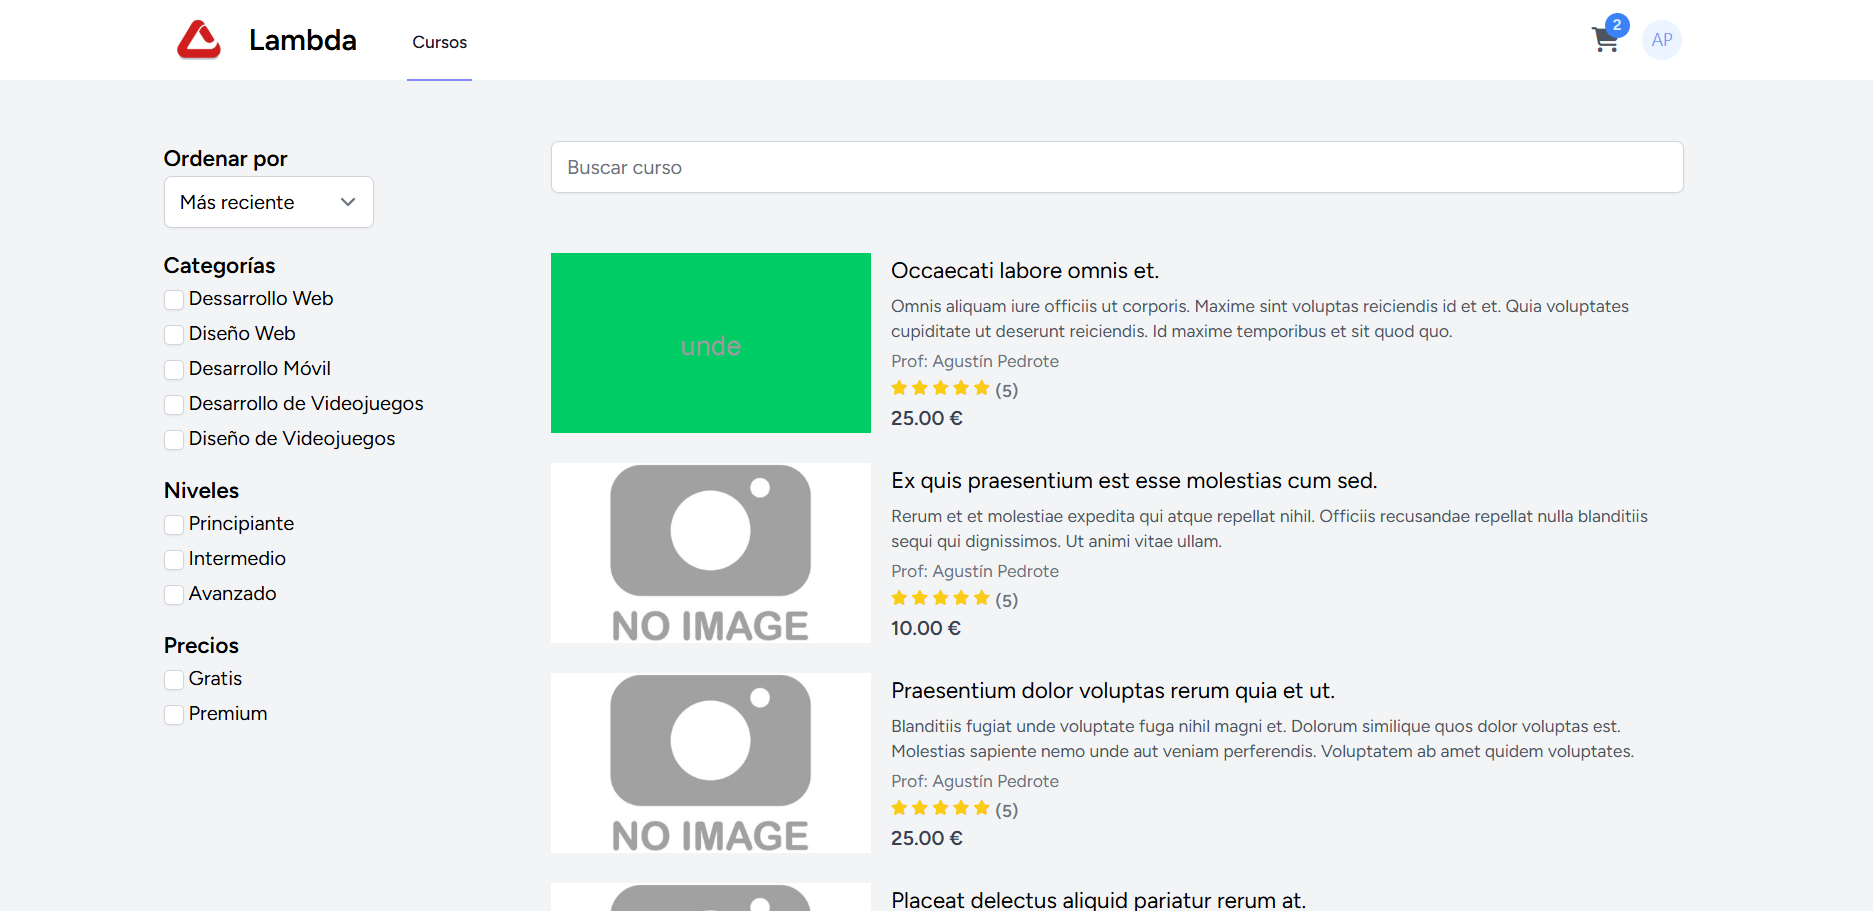 Lambda
Cursos
2
AP
Ordenar por
Más reciente
Categorías
Dessarrollo Web
Diseño Web
Desarrollo Móvil
Desarrollo de Videojuegos
Diseño de Videojuegos
Niveles
Principiante
Intermedio
Avanzado
Precios
Gratis
Premium
Buscar curso
unde
Occaecati labore omnis et.
Omnis aliquam iure officiis ut corporis. Maxime sint voluptas reiciendis id et et. Quia voluptates
cupiditate ut deserunt reiciendis. Id maxime temporibus et sit quod quo.
Prof: Agustín Pedrote
(5)
25.00 €
NO IMAGE
Ex quis praesentium est esse molestias cum sed.
Rerum et et molestiae expedita qui atque repellat nihil. Officiis recusandae repellat nulla blanditiis
sequi qui dignissimos. Ut animi vitae ullam.
Prof: Agustín Pedrote
(5)
10.00 €
NO IMAGE
Praesentium dolor voluptas rerum quia et ut.
Blanditiis fugiat unde voluptate fuga nihil magni et. Dolorum similique quos dolor voluptas est.
Molestias sapiente nemo unde aut veniam perferendis. Voluptatem ab amet quidem voluptates.
Prof: Agustín Pedrote
(5)
25.00 €
Placeat delectus aliquid pariatur rerum at.